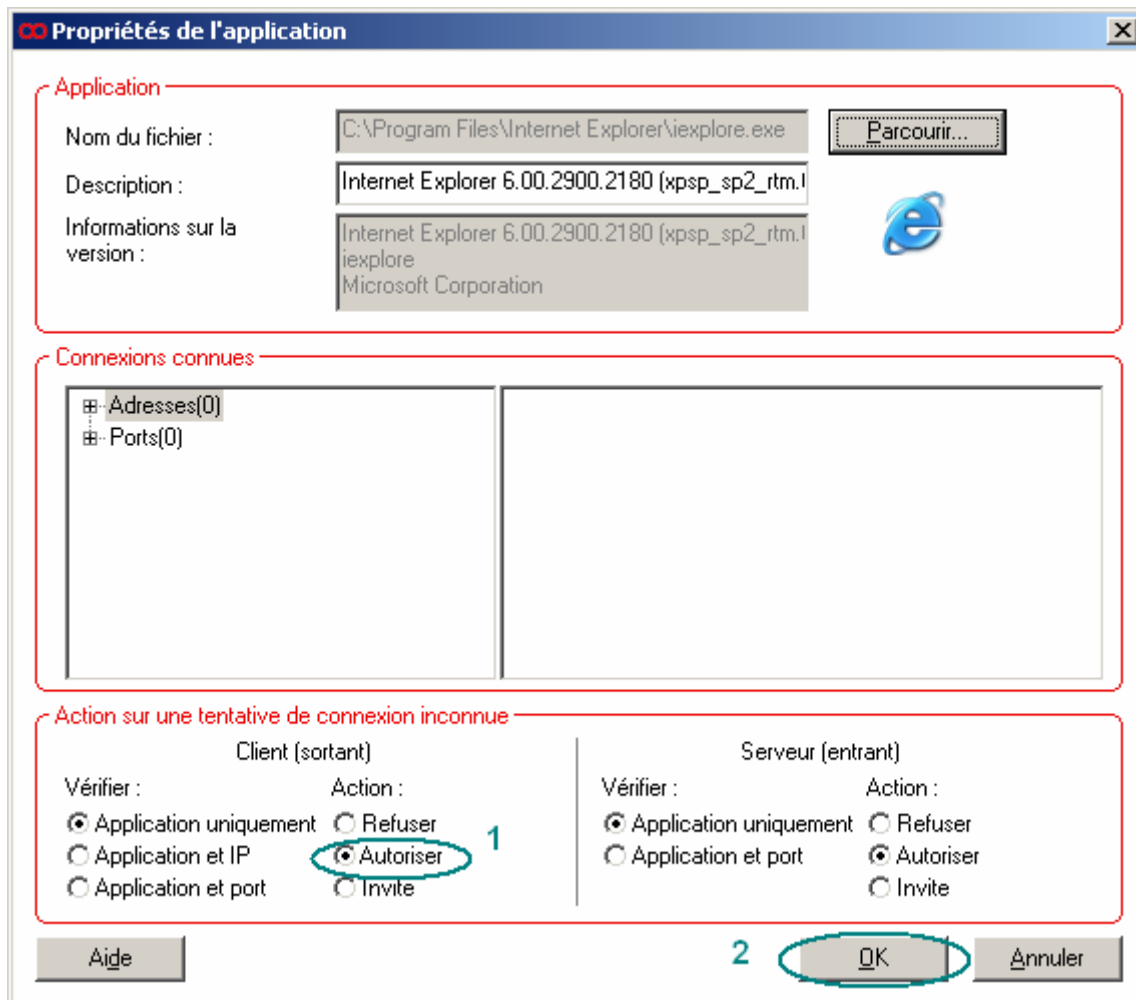 Propriétés de l'application
Application
Nom du fichier :
C:\Program Files\Internet Explorer\iexplore.exe
Parcourir...
Description :
Internet Explorer 6.00.2900.2180 (xpsp_sp2_rtm.
Informations sur la
version :
Internet Explorer 6.00.2900.2180 (xpsp_sp2_rtm.
iexplore
Microsoft Corporation
Connexions connues
Adresses(0)
Ports(0)
Action sur une tentative de connexion inconnue
Client (sortant)
Serveur (entrant)
Vérifier :
Action :
Vérifier :
Action :
Application uniquement
Refuser
1
Application uniquement
Refuser
Application et IP
Autoriser
Application et port
Autoriser
Application et port
Invite
Invite
Aide
2
OK
Annuler